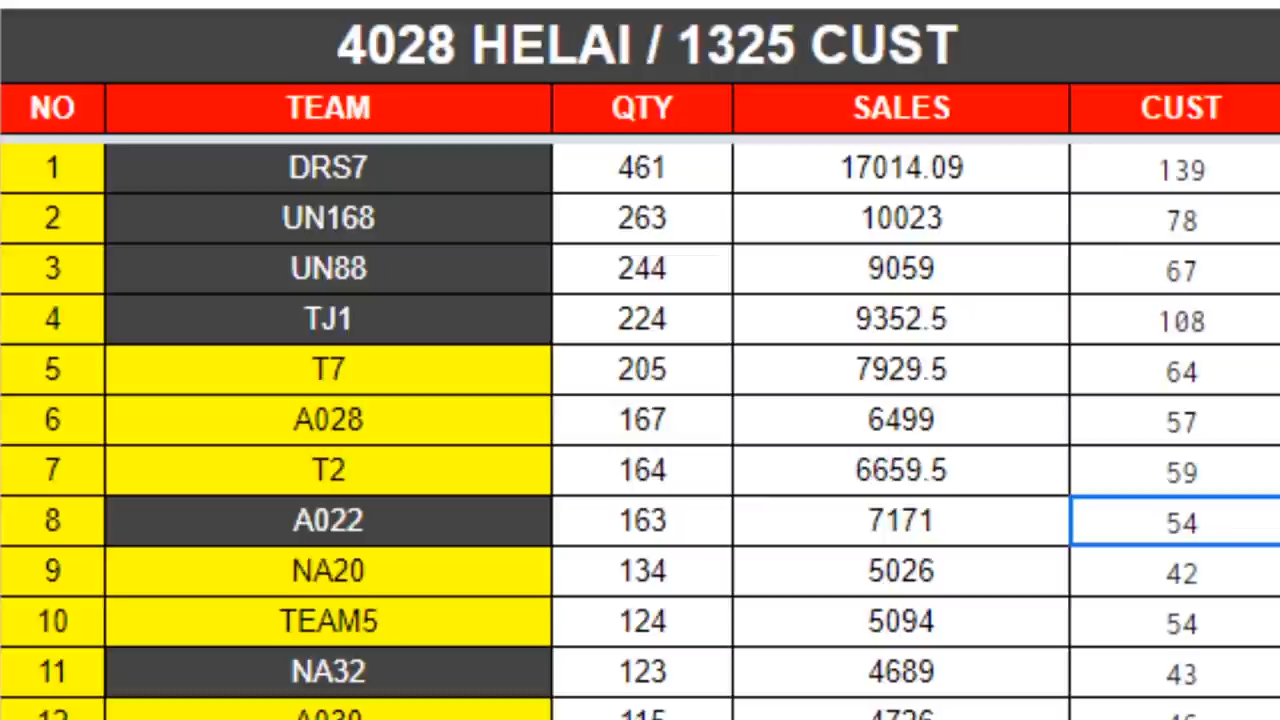 4028 HELAI / 1325 CUST
NO TEAM QTY SALES CUST
1 DRS7 461 17014.09 139
2 UN168 263 10023 78
3 UN88 244 9059 67
4 TJ1 224 9352.5 108
5 T7 205 7929.5 64
6 A028 167 6499 57
7 T2 164 6659.5 59
8 A022 163 7171 54
9 NA20 134 5026 42
10 TEAM5 124 5094 54
11 NA32 123 4689 43